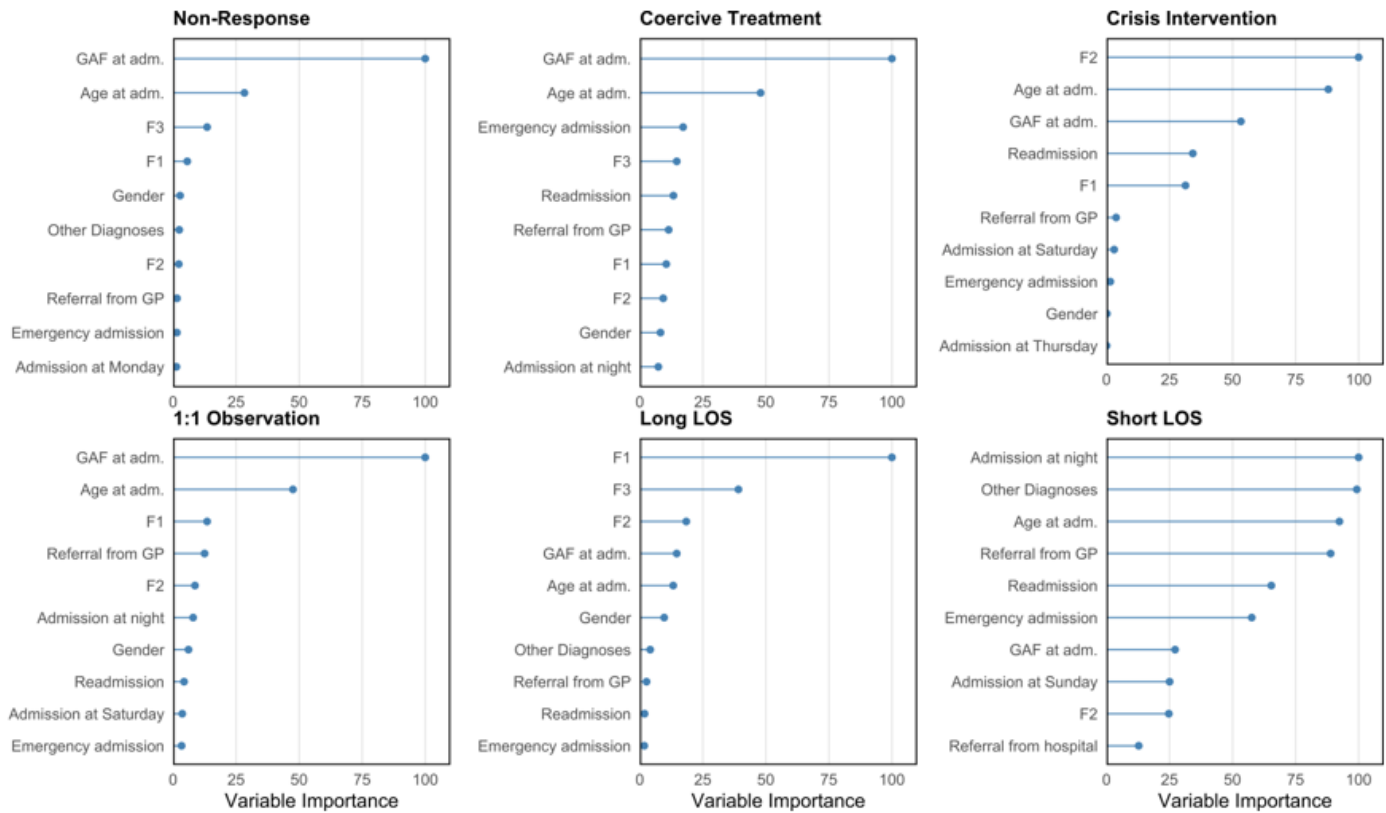 Non-Response
GAF at adm.
Age at adm.
F3
F1
Gender
Other Diagnoses
F2
Referral from GP
Emergency admission
Admission at Monday
0 25 50 75 100
Coercive Treatment
GAF at adm.
Age at adm.
Emergency admission
F3
Readmission
Referral from GP
F1
F2
Gender
Admission at night
0 25 50 75 100
Crisis Intervention
F2
Age at adm.
GAF at adm.
Readmission
F1
Referral from GP
Admission at Saturday
Emergency admission
Gender
Admission at Thursday
0 25 50 75 100
1:1 Observation
GAF at adm.
Age at adm.
F1
Referral from GP
F2
Admission at night
Gender
Readmission
Admission at Saturday
Emergency admission
0 25 50 75 100
Variable Importance
Long LOS
F1
F3
F2
GAF at adm.
Age at adm.
Gender
Other Diagnoses
Referral from GP
Readmission
Emergency admission
0 25 50 75 100
Variable Importance
Short LOS
Admission at night
Other Diagnoses
Age at adm.
Referral from GP
Readmission
Emergency admission
GAF at adm.
Admission at Sunday
F2
Referral from hospital
0 25 50 75 100
Variable Importance